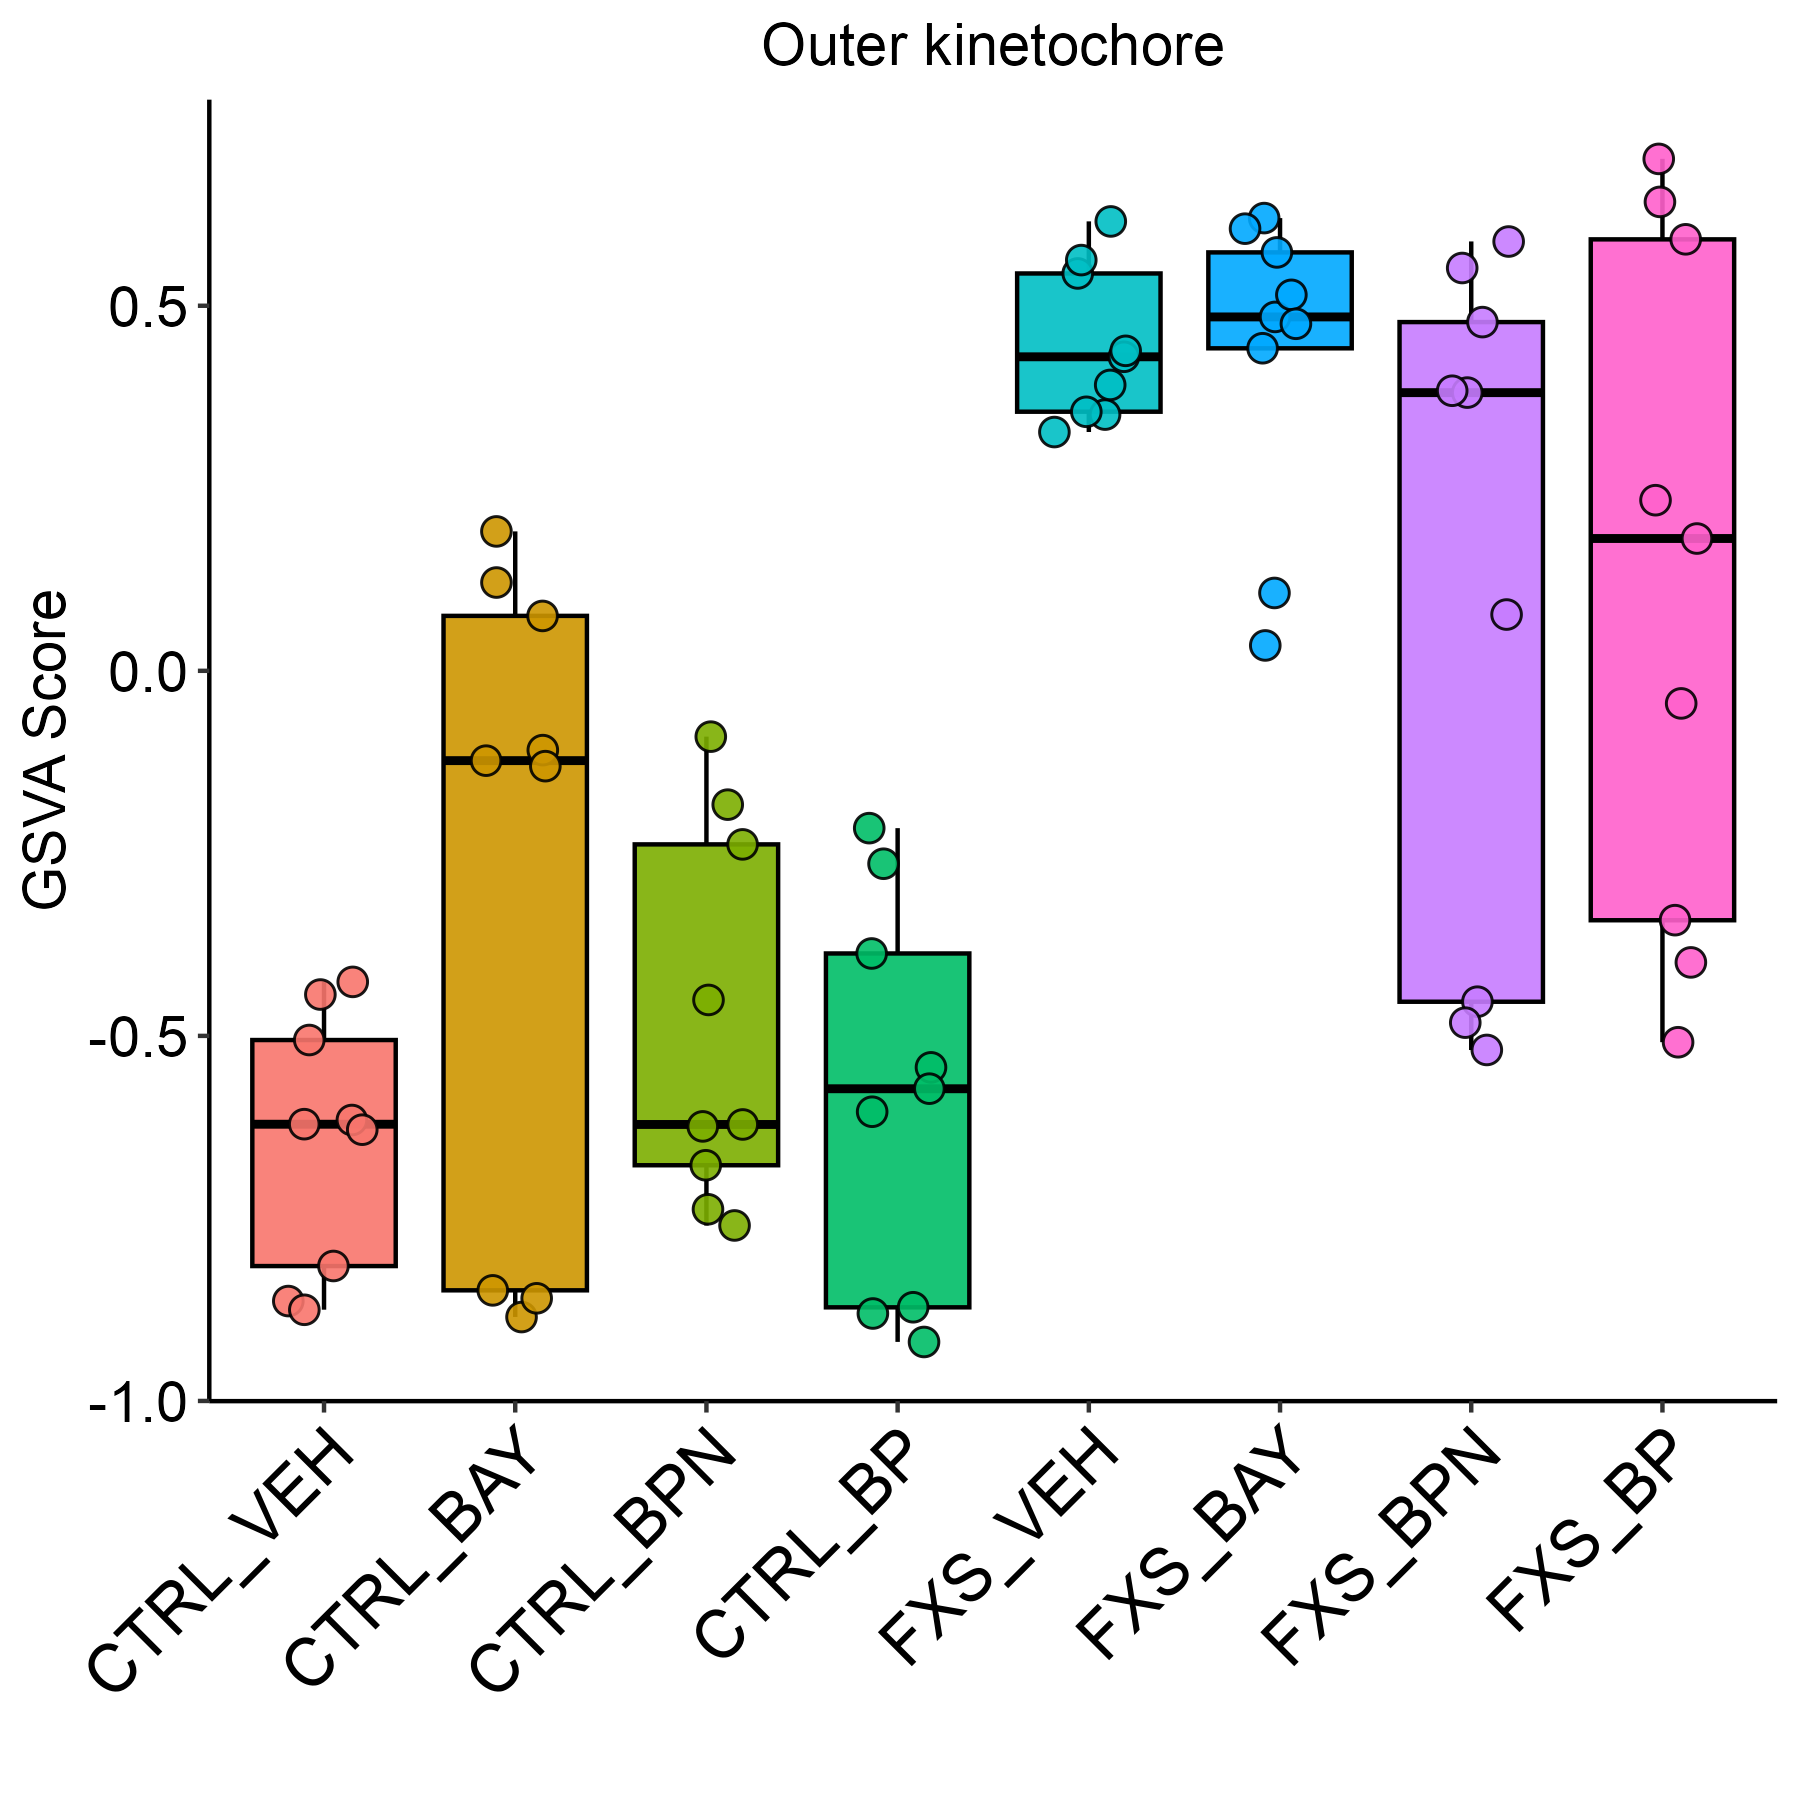 Outer kinetochore
GSVA Score
0.5
0.0
-0.5
-1.0
CTRL_VEH
CTRL_BAY
CTRL_BPN
CTRL_BP
FXS_VEH
FXS_BAY
FXS_BPN
FXS_BP